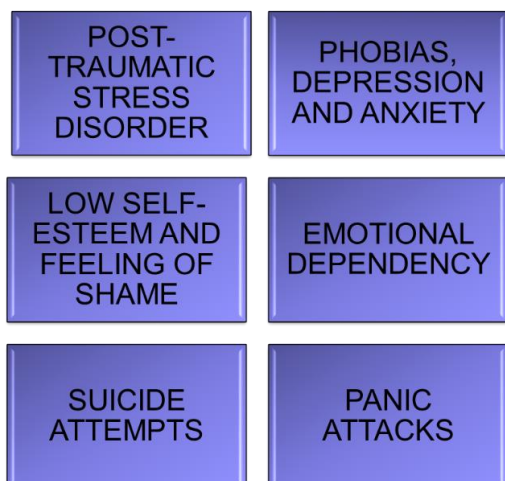 POST-
TRAUMATIC
STRESS
DISORDER
PHOBIAS,
DEPRESSION
AND ANXIETY
LOW SELF-
ESTEEM AND
FEELING OF
SHAME
EMOTIONAL
DEPENDENCY
SUICIDE
ATTEMPTS
PANIC
ATTACKS